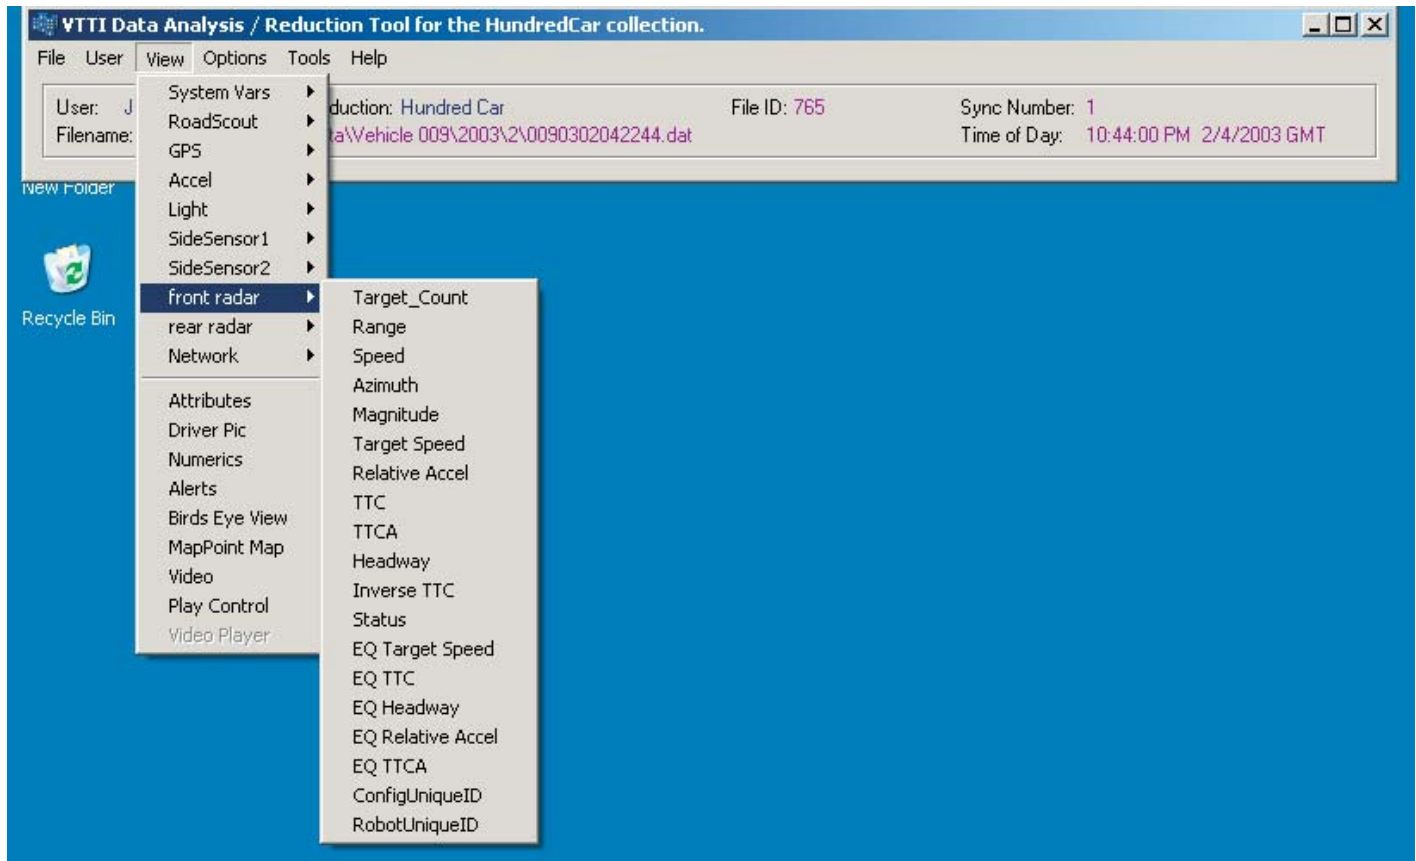 VTTI Data Analysis / Reduction Tool for the HundredCar collection.
File User View Options Tools Help
User: J duction: Hundred Car File ID: 765 Sync Number: 1
Filename: ta\Vehicle 009\2003\2\0090302042244.dat Time of Day: 10:44:00 PM 2/4/2003 GMT
New Folder
Recycle Bin
System Vars
RoadScout
GPS
Accel
Light
SideSensor1
SideSensor2
front radar
rear radar
Network
Attributes
Driver Pic
Numerics
Alerts
Birds Eye View
MapPoint Map
Video
Play Control
Video Player
Target_Count
Range
Speed
Azimuth
Magnitude
Target Speed
Relative Accel
TTC
TTCA
Headway
Inverse TTC
Status
EQ Target Speed
EQ TTC
EQ Headway
EQ Relative Accel
EQ TTCA
ConfigUniqueID
RobotUniqueID